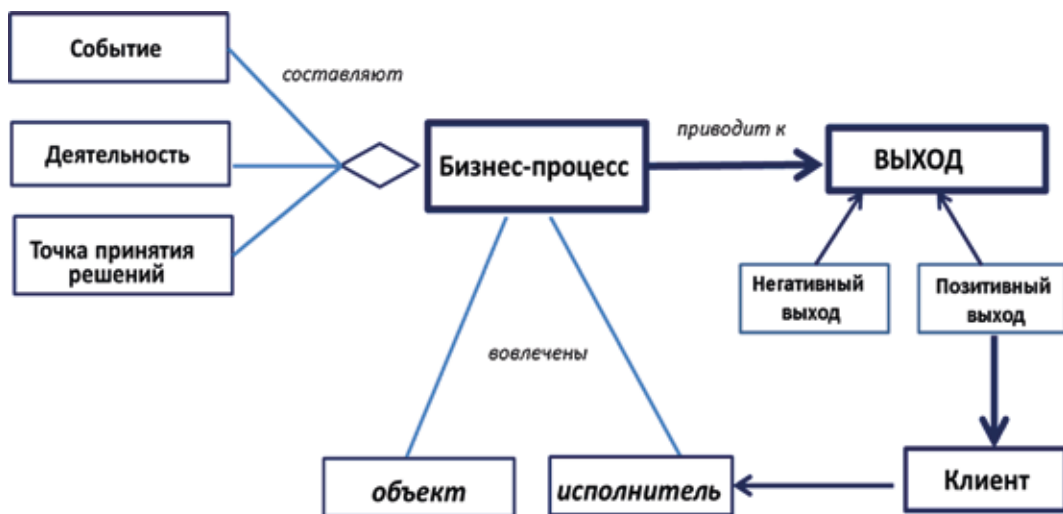 Событие
составляют
Деятельность
Точка принятия
решений
Бизнес-процесс
приводит к
ВЫХОД
Негативный
выход
Позитивный
выход
вовлечены
объект
исполнитель
Клиент